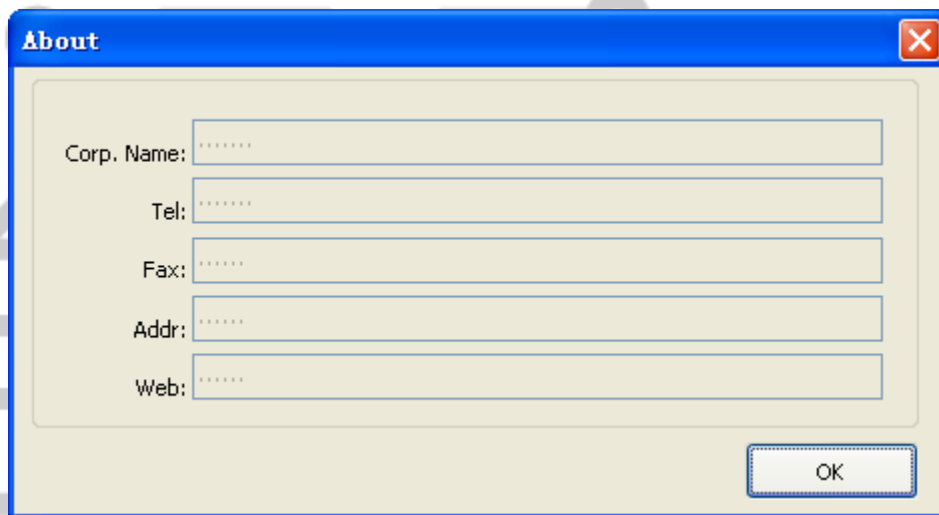 About
Corp. Name: .......
Tel: .......
Fax: ......
Addr: ......
Web: ......
OK